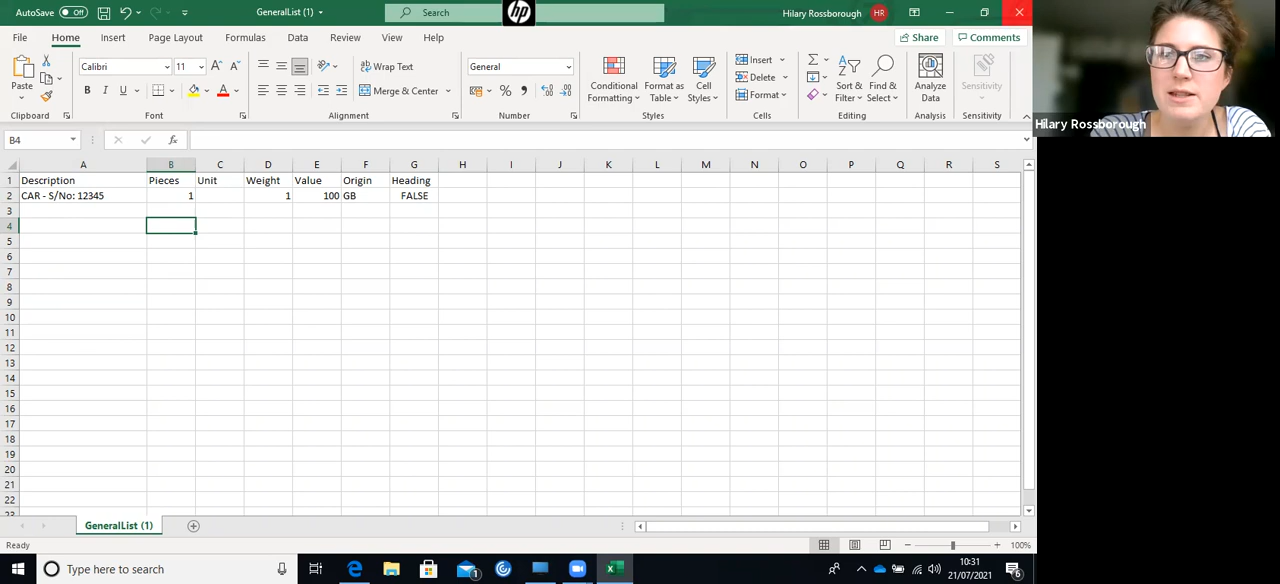 AutoSave Off GeneralList (1) Search hp Hilary Rossborough HR
File Home Insert Page Layout Formulas Data Review View Help Share Comments
Paste Calibri 11 A A Wrap Text General Conditional Formatting Format as Table Cell Styles Insert Sort & Filter Find & Select Analyze Data Sensitivity
B I U A Merge & Center % , Delete
Format
Clipboard Font Alignment Number Styles Cells Editing Analysis Sensitivity
Hilary Rossborough
B4 fx
A B C D E F G H I J K L M N O P Q R S
1 Description Pieces Unit Weight Value Origin Heading
2 CAR - S/No: 12345 1 1 100 GB FALSE
3
4
5
6
7
8
9
10
11
12
13
14
15
16
17
18
19
20
21
22
23
GeneralList (1)
Ready 100%
Type here to search 1 10:31
21/07/2021 6